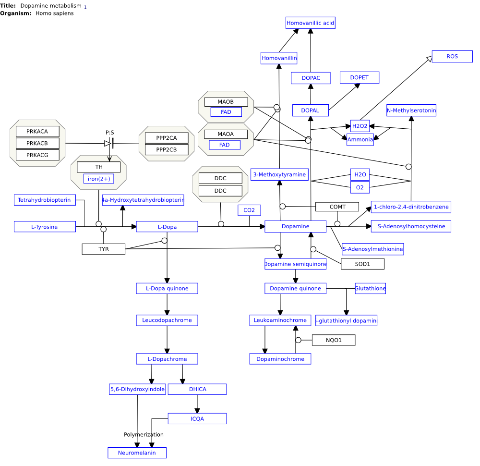 Title: Dopamine metabolism 1
Organism: Homo sapiens
Homovanillic acid
Homovanillin
ROS
DOPAC
DOPET
MAOB
FAD
DOPAL
N-Methylserotonin
PRKACA
PRKACB
PRKACG
P:S
PPP2CA
PPP2CB
MAOA
FAD
H2O2
Ammonia
TH
iron(2+)
DDC
DDC
3-Methoxytyramine
H2O
O2
Tetrahydrobiopterin
4a-Hydroxytetrahydrobiopterin
CO2
COMT
1-chloro-2,4-dinitrobenzene
L-Tyrosine
L-Dopa
Dopamine
S-Adenosylhomocysteine
TYR
S-Adenosylmethionine
Dopamine semiquinone
SOD1
L-Dopa quinone
Dopamine quinone
Glutathione
Leucodopachrome
Leukoaminochrome
-glutathionyl dopamin
NQO1
L-Dopachrome
Dopaminochrome
5,6-Dihydroxyindole
DHICA
ICQA
Polymerization
Neuromelanin